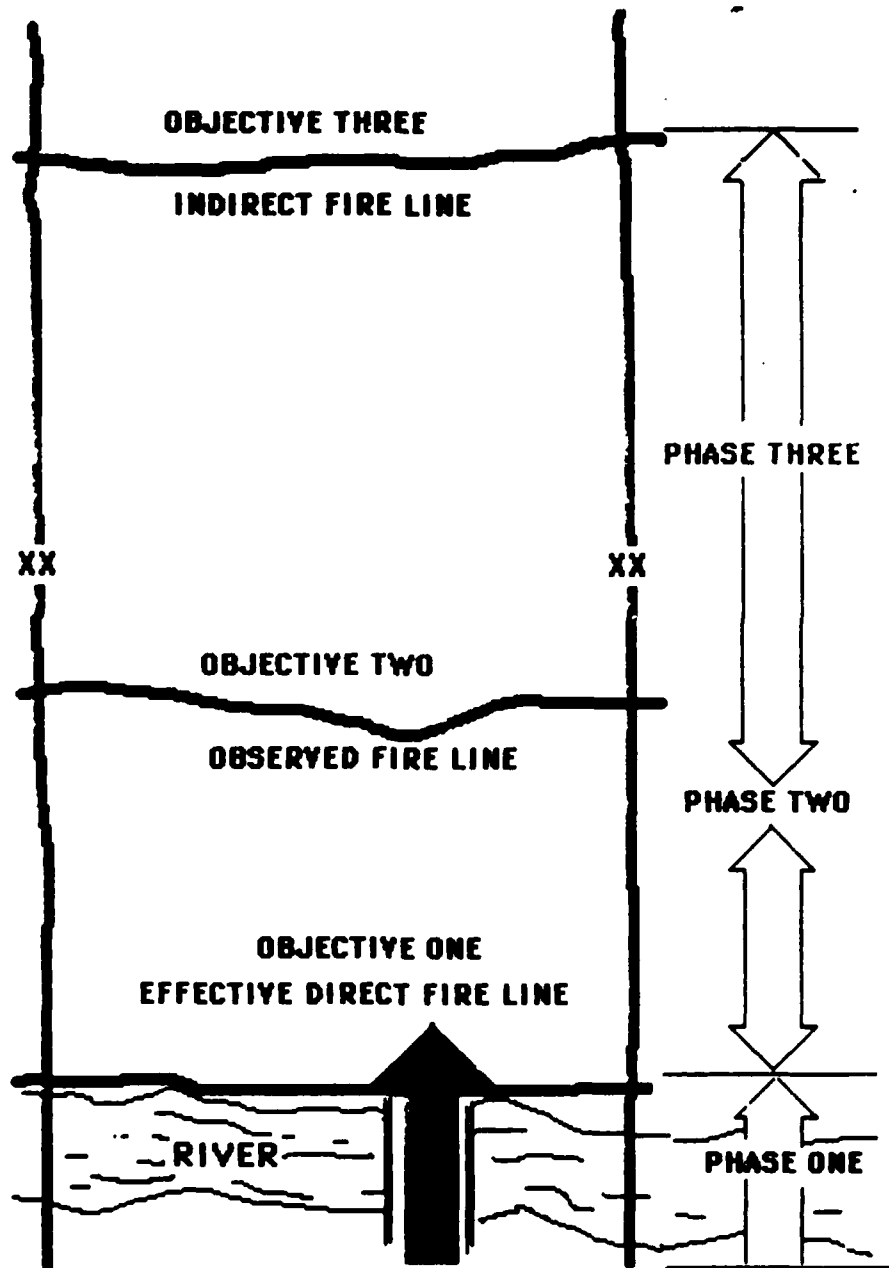 OBJECTIVE THREE
INDIRECT FIRE LINE
PHASE THREE
XX
XX
OBJECTIVE TWO
OBSERVED FIRE LINE
PHASE TWO
OBJECTIVE ONE
EFFECTIVE DIRECT FIRE LINE
RIVER
PHASE ONE